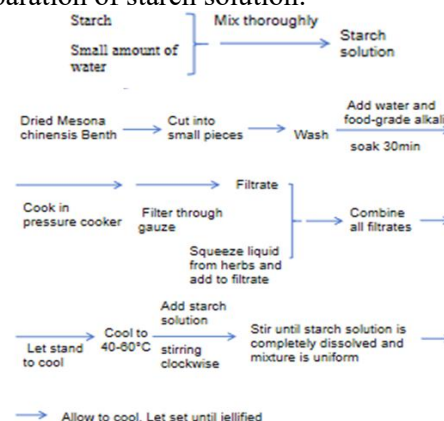 paration of starch solution:
Starch
Mix thoroughly
Small amount of
water
Starch
solution
Dried Mesona
chinensis Benth
Cut into
small pieces
Wash
Add water and
food-grade alkali
soak 30min
Cook in
pressure cooker
Filter through
gauze
Filtrate
Squeeze liquid
from herbs and
add to filtrate
Combine
all filtrates
Let stand
to cool
Cool to
40-60°C
Add starch
solution
stirring
clockwise
Stir until starch solution is
completely dissolved and
mixture is uniform
Allow to cool. Let set until jellified